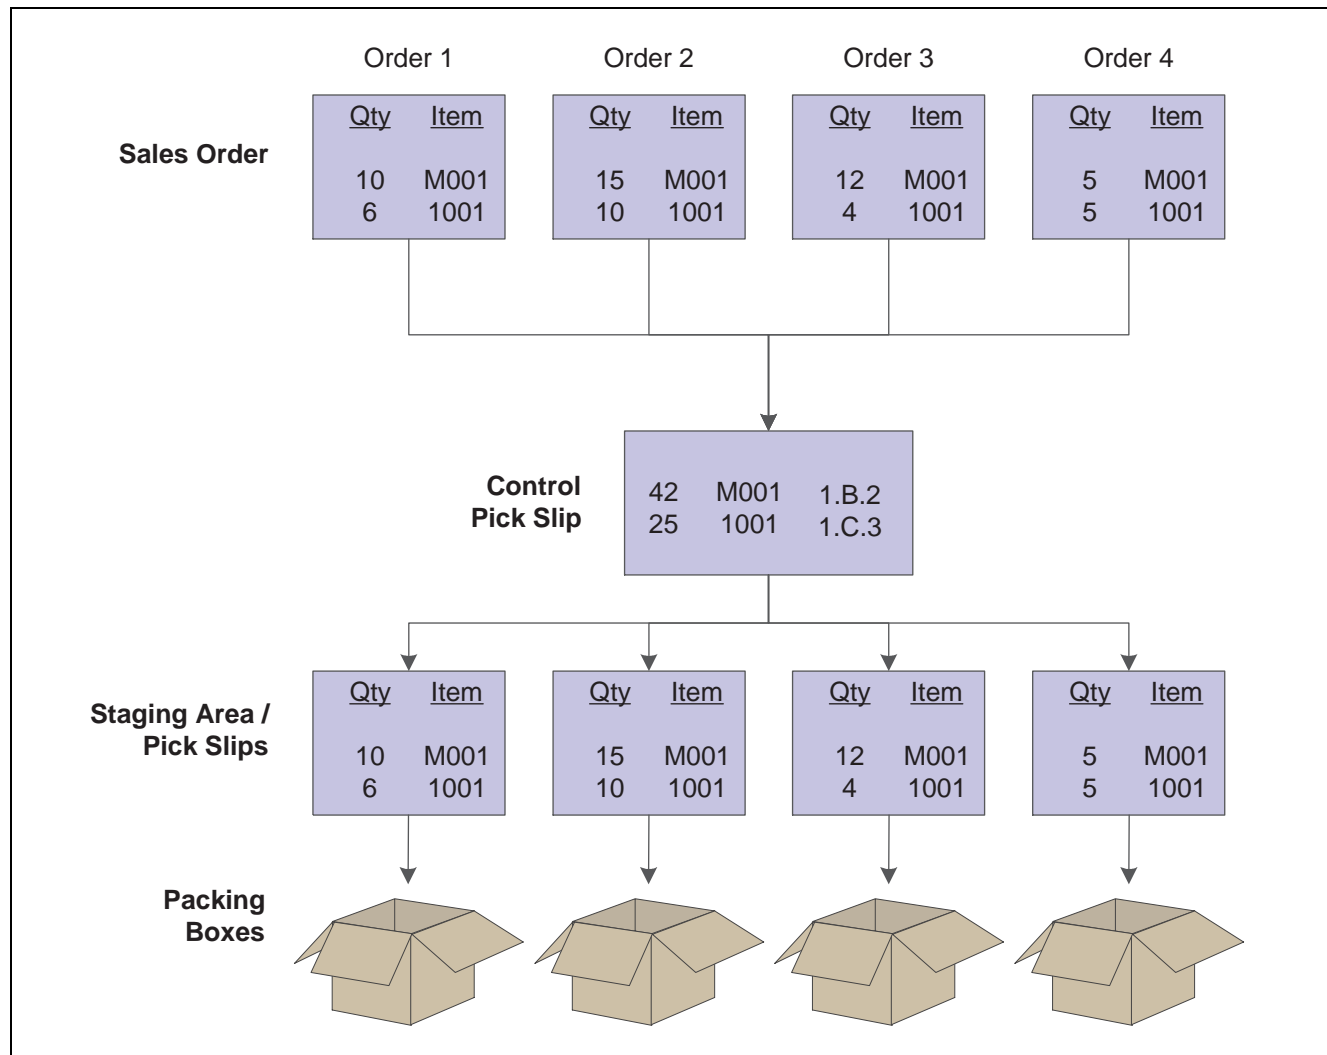 Order 1 Order 2 Order 3 Order 4
Sales Order
Qty Item Qty Item Qty Item Qty Item
10 M001 15 M001 12 M001 5 M001
6 1001 10 1001 4 1001 5 1001
Control
Pick Slip
42 M001 1.B.2
25 1001 1.C.3
Staging Area /
Pick Slips
Qty Item Qty Item Qty Item Qty Item
10 M001 15 M001 12 M001 5 M001
6 1001 10 1001 4 1001 5 1001
Packing
Boxes